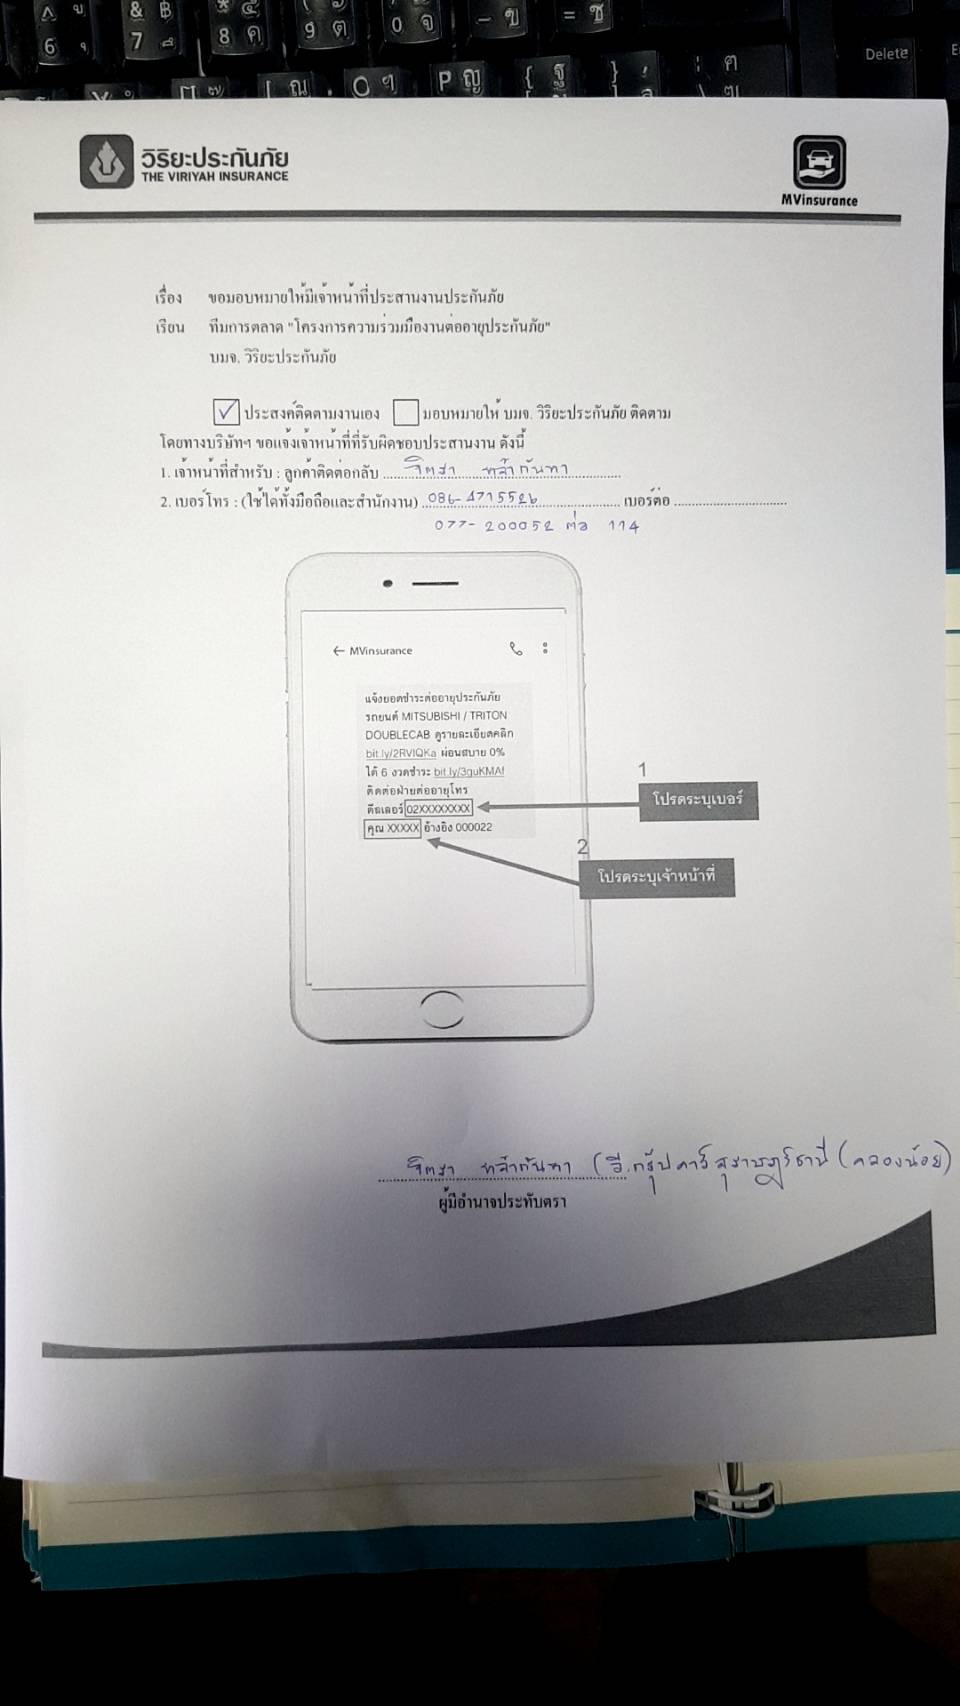 วิริยะประกันภัย
THE VIRIYAH INSURANCE
MVinsurance
เรื่อง ขอมอบหมายให้มีเจ้าหน้าที่ประสานงานประกันภัย
เรียน ทีมการตลาด "โครงการความร่วมมืองานต่ออายุประกันภัย"
บมจ. วิริยะประกันภัย
ประสงค์ติดตามงานเอง มอบหมายให้ บมจ. วิริยะประกันภัย ติดตาม
โดยทางบริษัทฯ ขอแจ้งเจ้าหน้าที่ที่รับผิดชอบประสานงาน ดังนี้
1. เจ้าหน้าที่สำหรับ : ลูกค้าติดต่อกลับ จิตรา หล้ากันทา
2. เบอร์โทร : (ใช้ได้ทั้งมือถือและสำนักงาน) 086-4715526 เบอร์ต่อ
077-200052 ต่อ 114
← MVinsurance
แจ้งยอดชำระต่ออายุประกันภัย
รถยนต์ MITSUBISHI / TRITON
DOUBLECAB ดูรายละเอียดคลิก
bit.ly/2RVIQKa ผ่อนสบาย 0%
ได้ 6 งวดชำระ bit.ly/3guKMAf
ติดต่อฝ่ายต่ออายุโทร
ดีลเลอร์ 02XXXXXXXX
คุณ XXXXX อ้างอิง 000022
1
โปรดระบุเบอร์
2
โปรดระบุเจ้าหน้าที่
จิตรา หล้ากันทา (วี.กรุ๊ปคาร์สุราษฎร์ธานี (คลองน้อย)
ผู้มีอำนาจประทับตรา
Delete